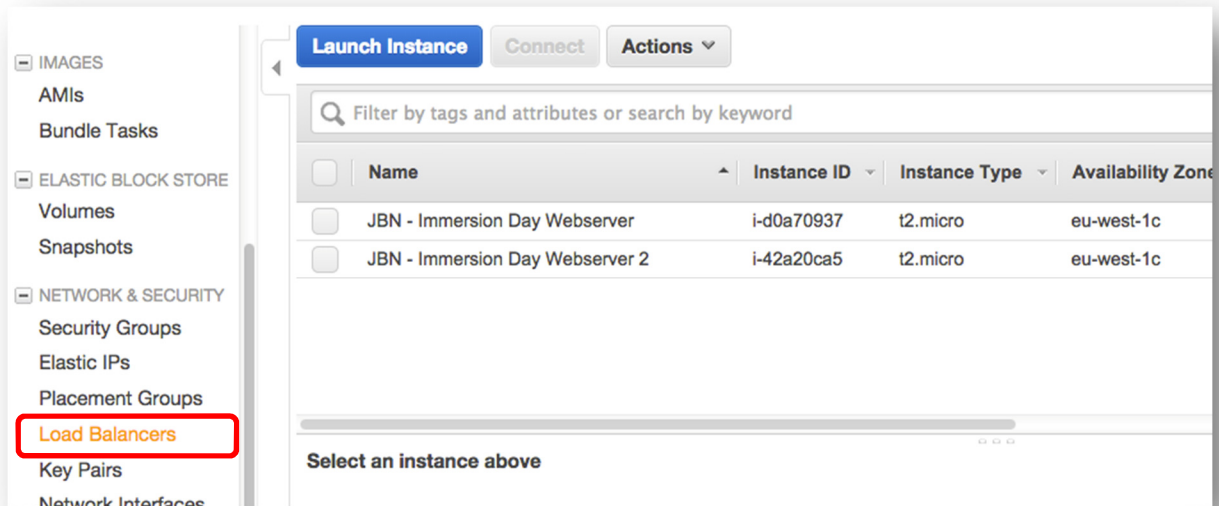 IMAGES
AMIs
Bundle Tasks
ELASTIC BLOCK STORE
Volumes
Snapshots
NETWORK & SECURITY
Security Groups
Elastic IPs
Placement Groups
Load Balancers
Key Pairs
Network Interfaces
Launch Instance Connect Actions
Filter by tags and attributes or search by keyword
Name Instance ID Instance Type Availability Zone
JBN - Immersion Day Webserver i-d0a70937 t2.micro eu-west-1c
JBN - Immersion Day Webserver 2 i-42a20ca5 t2.micro eu-west-1c
Select an instance above